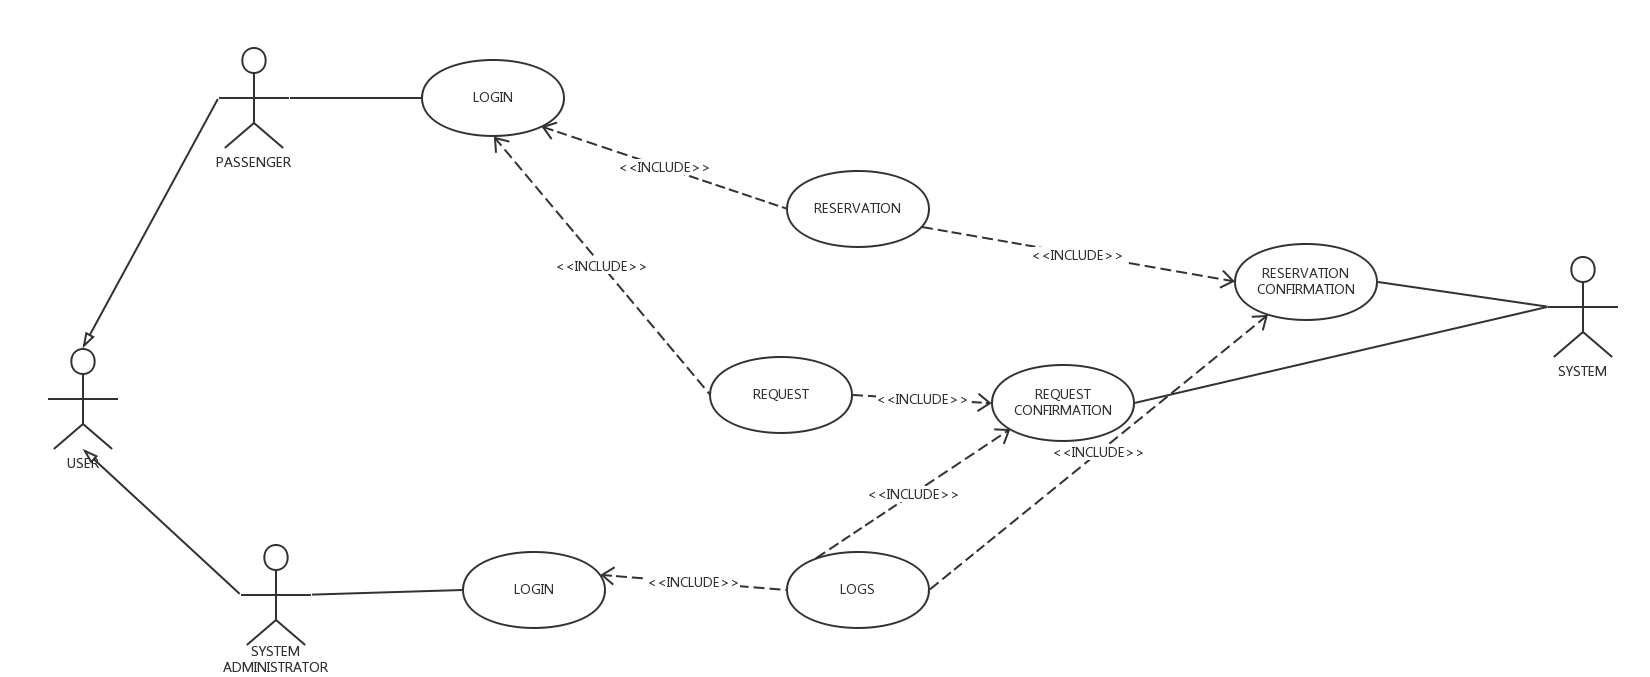 LOGIN
PASSENGER
<<INCLUDE>>
RESERVATION
<<INCLUDE>>
<<INCLUDE>>
RESERVATION
CONFIRMATION
SYSTEM
REQUEST
<<INCLUDE>>
REQUEST
CONFIRMATION
USER
<<INCLUDE>>
<<INCLUDE>>
LOGIN
<<INCLUDE>>
LOGS
SYSTEM
ADMINISTRATOR